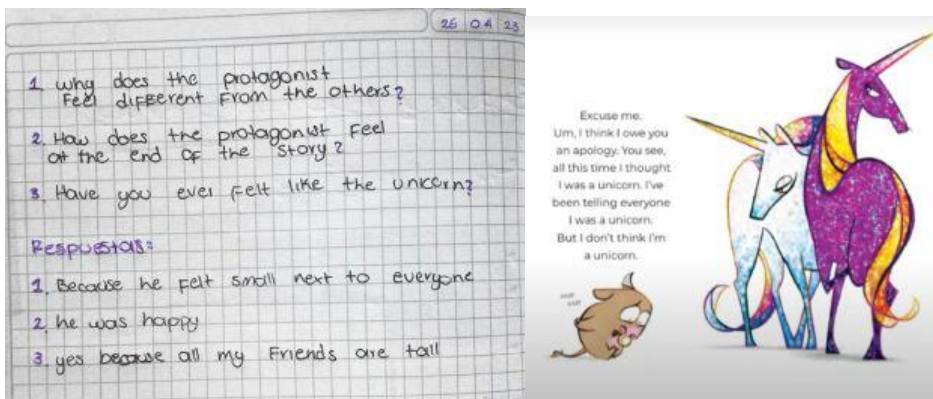 26 04 23
1 why does the protagonist
Feel different From the others?
2. How does the protagonist Feel
at the end of the story?
3. Have you ever Felt like the unicorn?
Respuestas:
1. Because he Felt small next to everyone
2. he was happy
3. yes because all my Friends are tall
Excuse me.
Um, I think I owe you
an apology. You see,
all this time I thought
I was a unicorn. I've
been telling everyone
I was a unicorn.
But I don't think I'm
a unicorn.